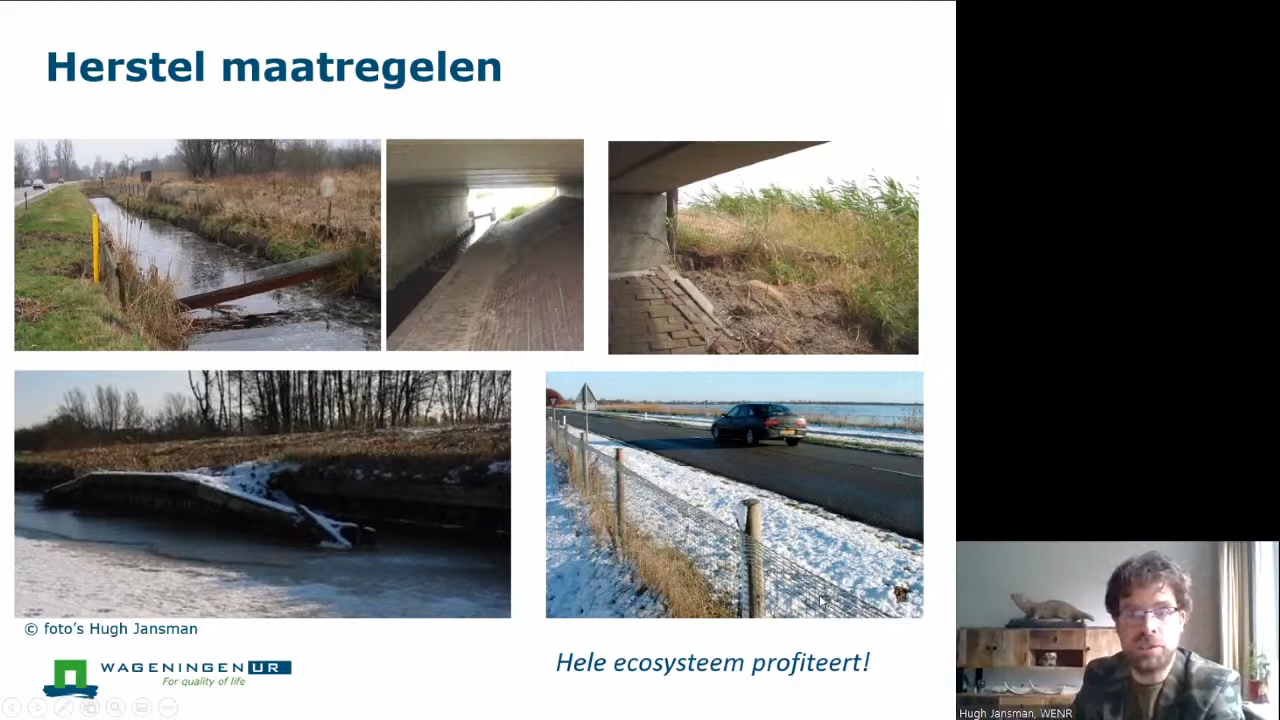 Herstel maatregelen
© foto's Hugh Jansman
WAGENINGEN UR
For quality of life
Hele ecosysteem profiteert!
Hugh Jansman, WENR